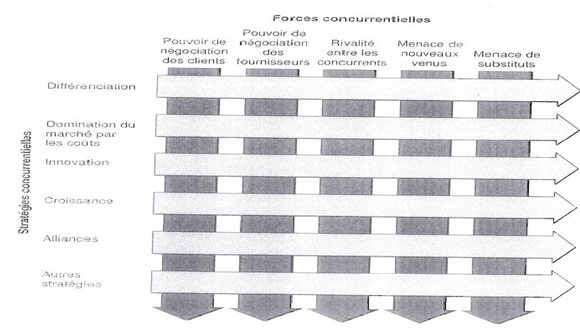 Forces concurrentielles
Pouvoir de
négociation
des clients
Pouvoir de
négociation
des
fournisseurs
Rivalité
entre les
concurrents
Menace de
nouveaux
venus
Menace de
substituts
Stratégies concurrentielles
Différenciation
Domination du
marché par
les coûts
Innovation
Croissance
Alliances
Autres
stratégies